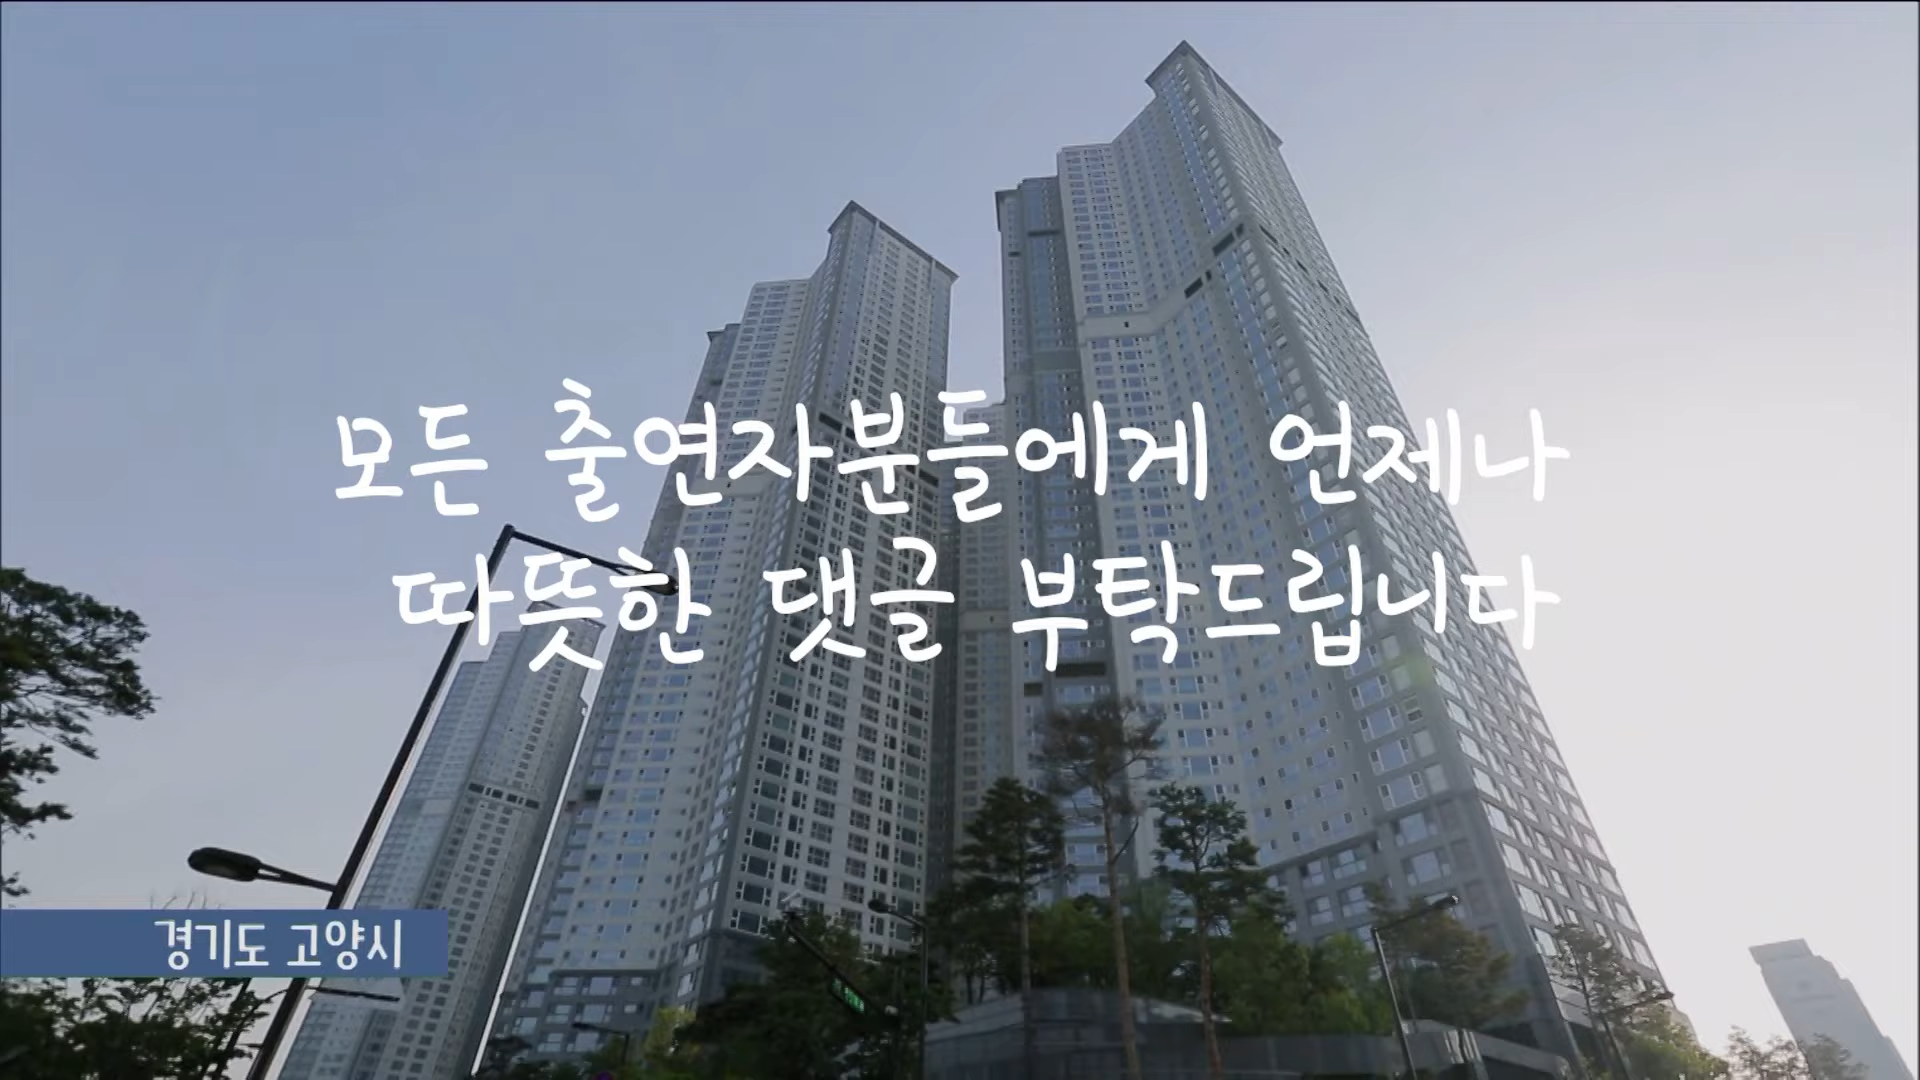 모든 출연자분들에게 언제나
따뜻한 댓글 부탁드립니다
경기도 고양시